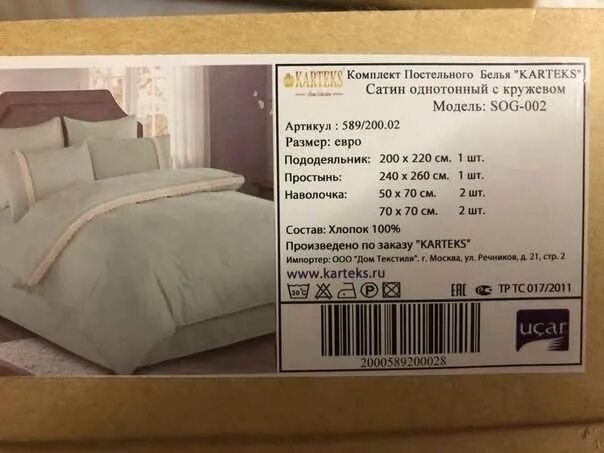 KARTEKS Комплект Постельного Белья "KARTEKS"
Сатин однотонный с кружевом
Модель: SOG-002
Артикул : 589/200.02
Размер: евро
Пододеяльник: 200 x 220 см. 1 шт.
Простынь: 240 x 260 см. 1 шт.
Наволочка: 50 x 70 см. 2 шт.
70 x 70 см. 2 шт.
Состав: Хлопок 100%
Произведено по заказу "KARTEKS"
Импортер: ООО "Дом Текстиля". г. Москва, ул. Речников, д. 21, стр. 2
www.karteks.ru
30°C P EAC ТР ТС 017/2011
uçar
2000589200028